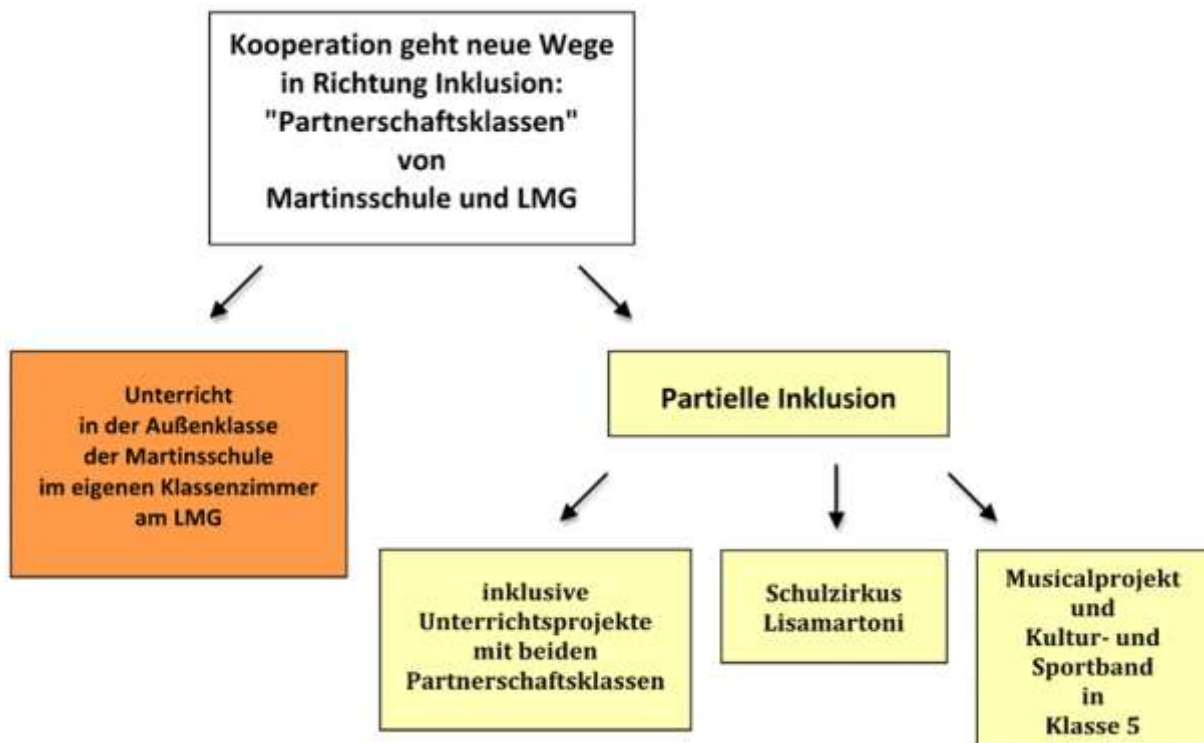 Kooperation geht neue Wege
in Richtung Inklusion:
"Partnerschaftsklassen"
von
Martinsschule und LMG
Unterricht
in der Außenklasse
der Martinsschule
im eigenen Klassenzimmer
am LMG
Partielle Inklusion
inklusive
Unterrichtsprojekte
mit beiden
Partnerschaftsklassen
Schulzirkus
Lisamartoni
Musicalprojekt
und
Kultur- und
Sportband
in
Klasse 5